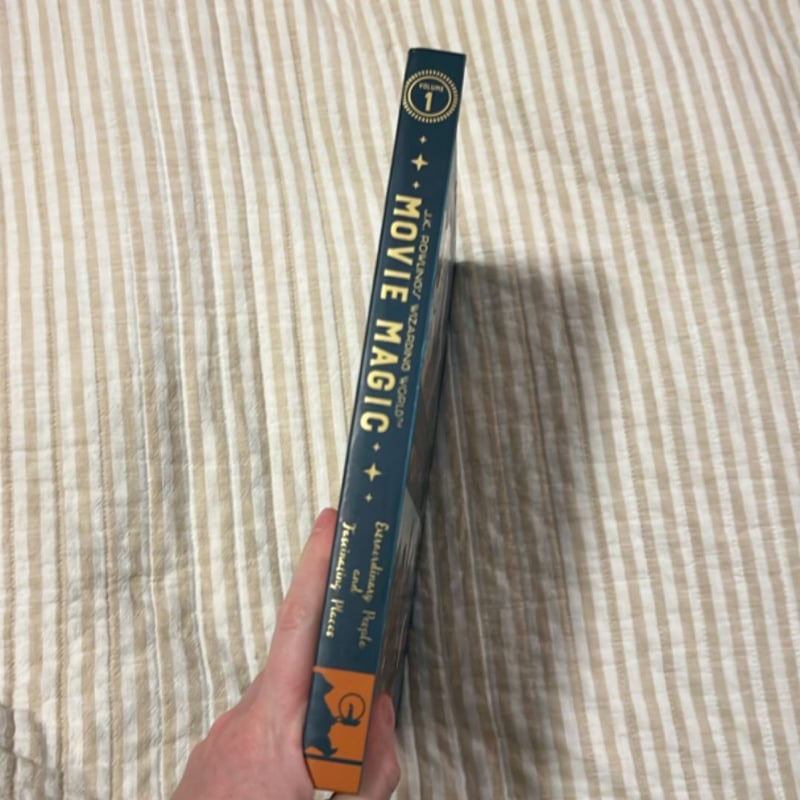 VOLUME
1
J.K. ROWLING'S WIZARDING WORLD™
MOVIE MAGIC
Extraordinary People
and
Fascinating Places